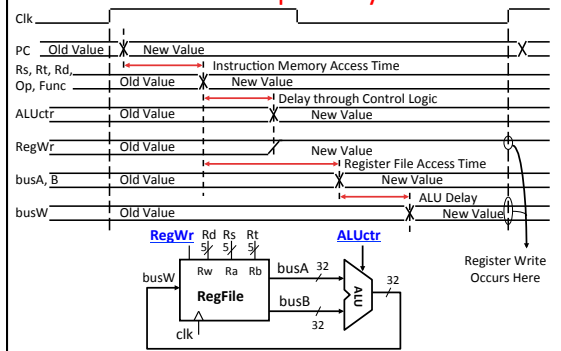 Clk
PC Old Value New Value
Rs, Rt, Rd, Instruction Memory Access Time
Op, Func Old Value New Value
Delay through Control Logic
ALUctr Old Value New Value
RegWr Old Value New Value
Register File Access Time
busA, B Old Value New Value
ALU Delay
busW Old Value New Value
RegWr Rd Rs Rt ALUctr
5 5 5
Register Write
Occurs Here
busW Rw Ra Rb busA 32 32
RegFile ALU
busB
32
clk